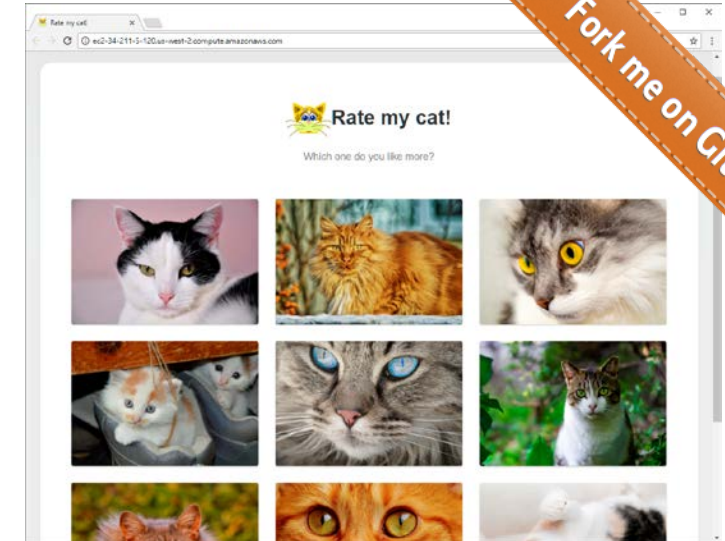 Rate my cat!
ec2-34-211-5-120.us-west-2.compute.amazonaws.com
Fork me on
Rate my cat!
Which one do you like more?